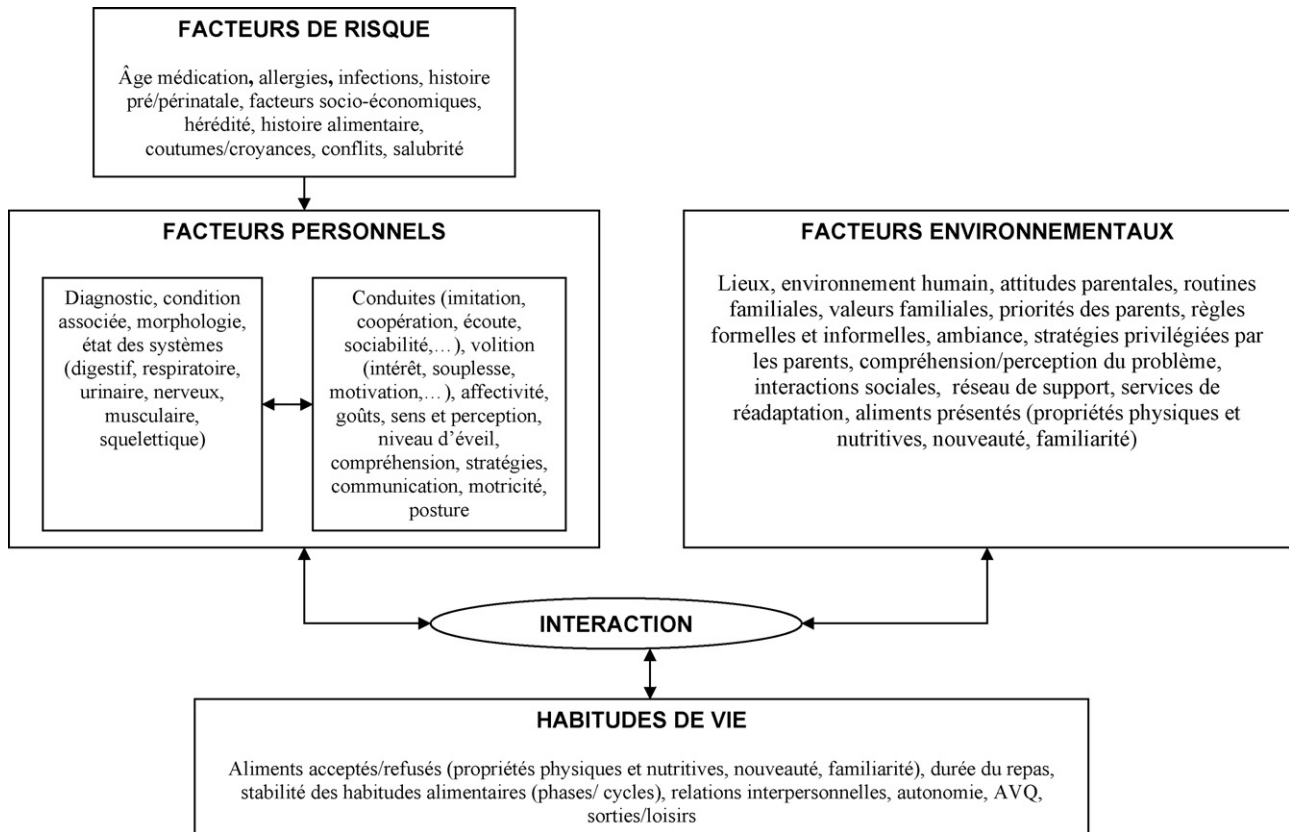 FACTEURS DE RISQUE
Âge médication, allergies, infections, histoire
pré/périnatale, facteurs socio-économiques,
hérédité, histoire alimentaire,
coutumes/croyances, conflits, salubrité
FACTEURS PERSONNELS
Diagnostic, condition
associée, morphologie,
état des systèmes
(digestif, respiratoire,
urinaire, nerveux,
musculaire,
squelettique)
Conduites (imitation,
coopération, écoute,
sociabilité,…), volition
(intérêt, souplesse,
motivation,…), affectivité,
goûts, sens et perception,
niveau d’éveil,
compréhension, stratégies,
communication, motricité,
posture
FACTEURS ENVIRONNEMENTAUX
Lieux, environnement humain, attitudes parentales, routines
familiales, valeurs familiales, priorités des parents, règles
formelles et informelles, ambiance, stratégies privilégiées par
les parents, compréhension/perception du problème,
interactions sociales, réseau de support, services de
réadaptation, aliments présentés (propriétés physiques et
nutritives, nouveauté, familiarité)
INTERACTION
HABITUDES DE VIE
Aliments acceptés/refusés (propriétés physiques et nutritives, nouveauté, familiarité), durée du repas,
stabilité des habitudes alimentaires (phases/ cycles), relations interpersonnelles, autonomie, AVQ,
sorties/loisirs